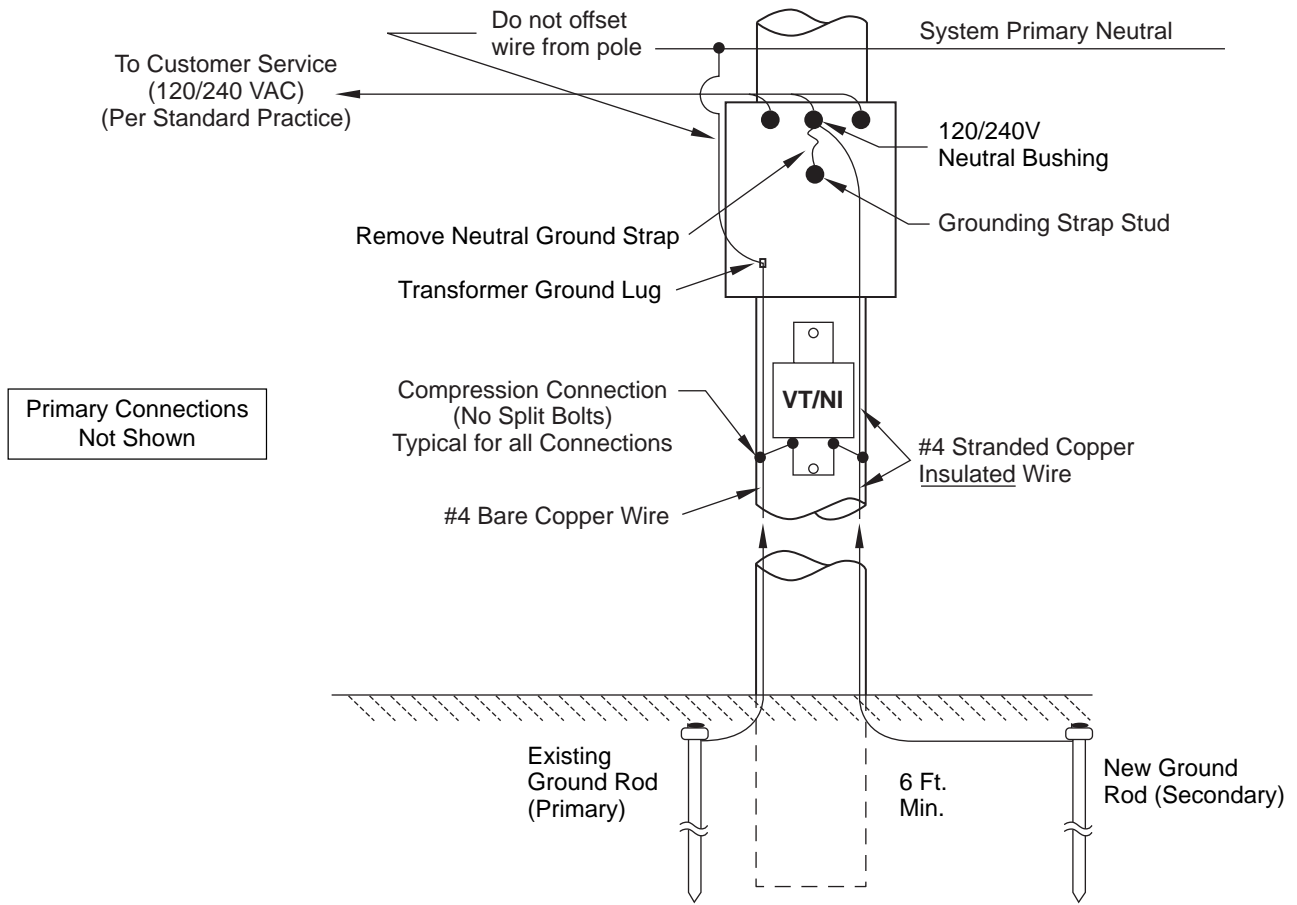 Do not offset
wire from pole
System Primary Neutral
To Customer Service
(120/240 VAC)
(Per Standard Practice)
120/240V
Neutral Bushing
Grounding Strap Stud
Remove Neutral Ground Strap
Transformer Ground Lug
Primary Connections
Not Shown
Compression Connection
(No Split Bolts)
Typical for all Connections
VT/NI
#4 Stranded Copper
Insulated Wire
#4 Bare Copper Wire
Existing
Ground Rod
(Primary)
6 Ft.
Min.
New Ground
Rod (Secondary)